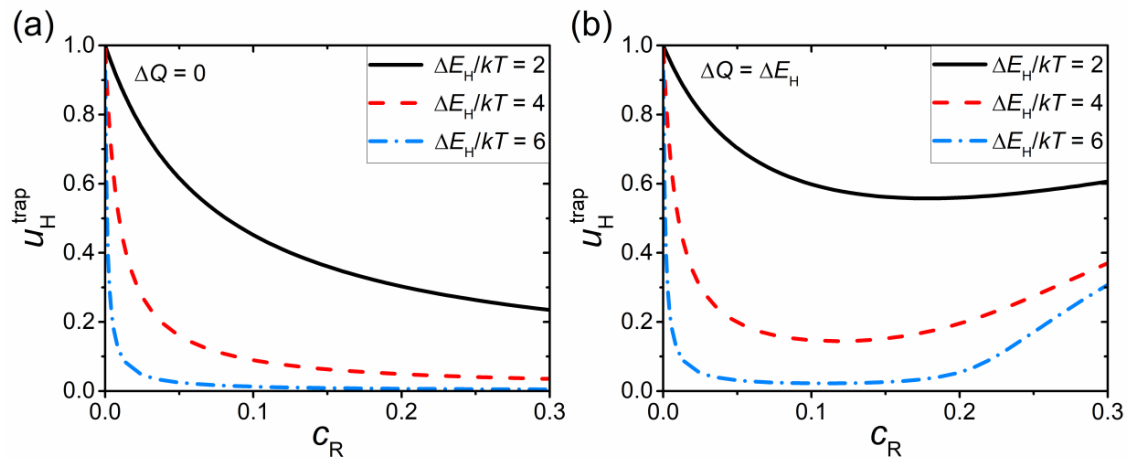 (a)
ΔQ = 0
ΔE_H/kT = 2
ΔE_H/kT = 4
ΔE_H/kT = 6
1.0
0.8
0.6
0.4
0.2
0.0
u_H^trap
0.0
0.1
0.2
0.3
c_R
(b)
ΔQ = ΔE_H
ΔE_H/kT = 2
ΔE_H/kT = 4
ΔE_H/kT = 6
1.0
0.8
0.6
0.4
0.2
0.0
u_H^trap
0.0
0.1
0.2
0.3
c_R